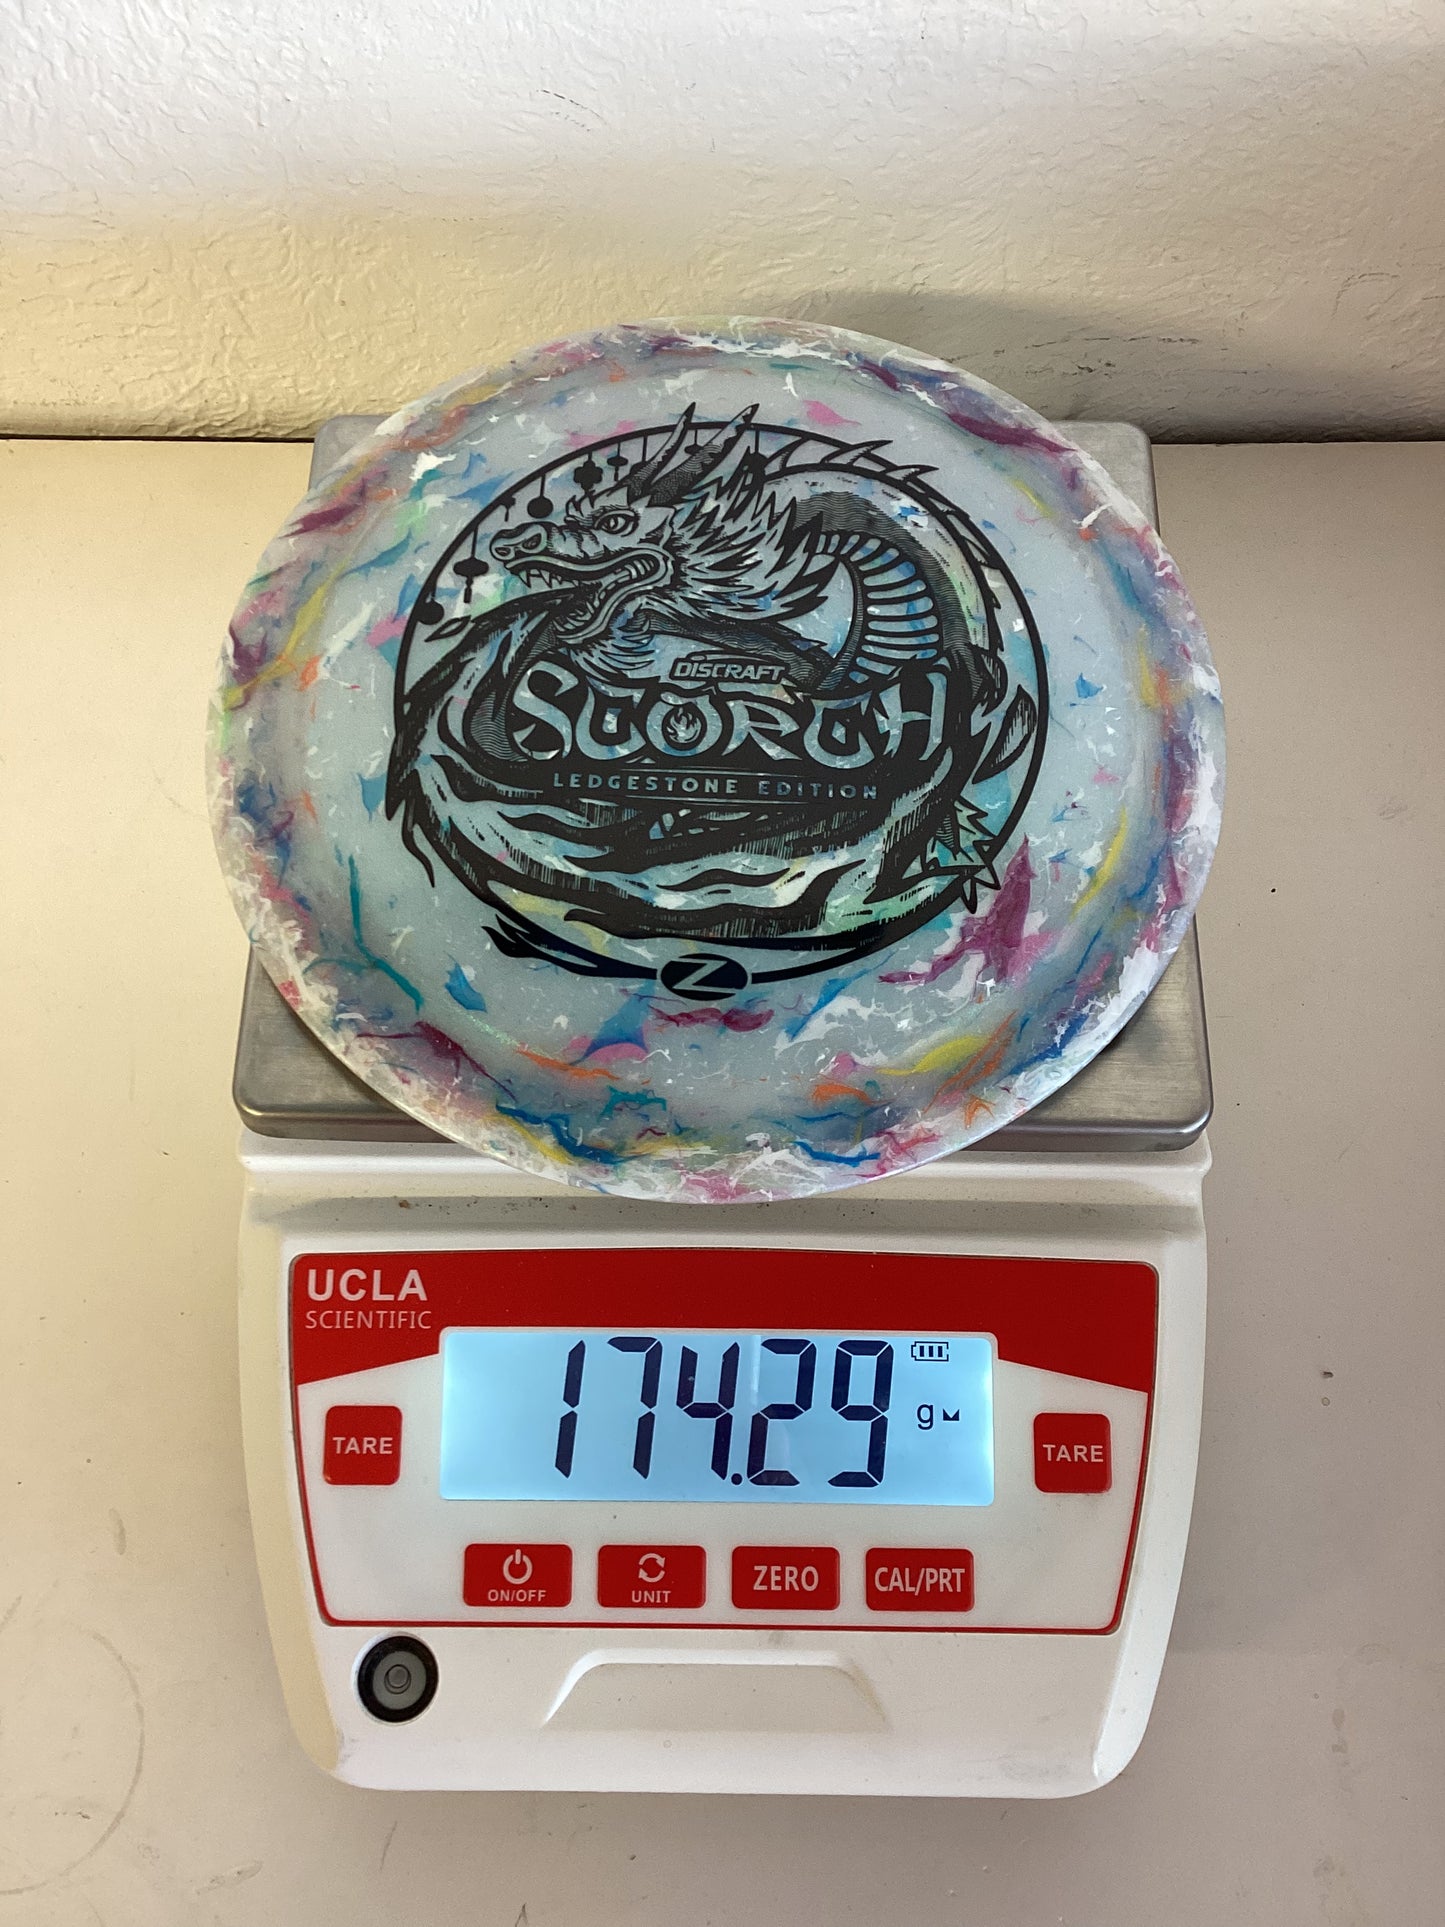 DISCRAFT
SCORCH
LEDGESTONE EDITION
Z
UCLA
SCIENTIFIC
174.29 g
TARE
TARE
ON/OFF
UNIT
ZERO
CAL/PRT